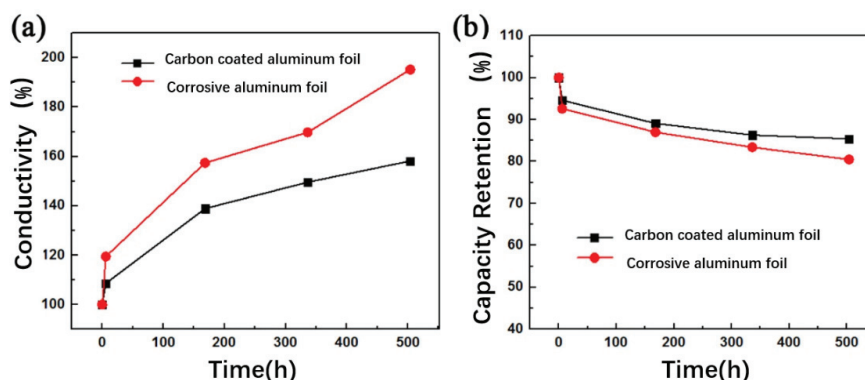 (a)
Conductivity (%)
200
180
160
140
120
100
Carbon coated aluminum foil
Corrosive aluminum foil
0 100 200 300 400 500
Time(h)
(b)
Capacity Retention (%)
100
90
80
70
60
50
40
Carbon coated aluminum foil
Corrosive aluminum foil
0 100 200 300 400 500
Time(h)